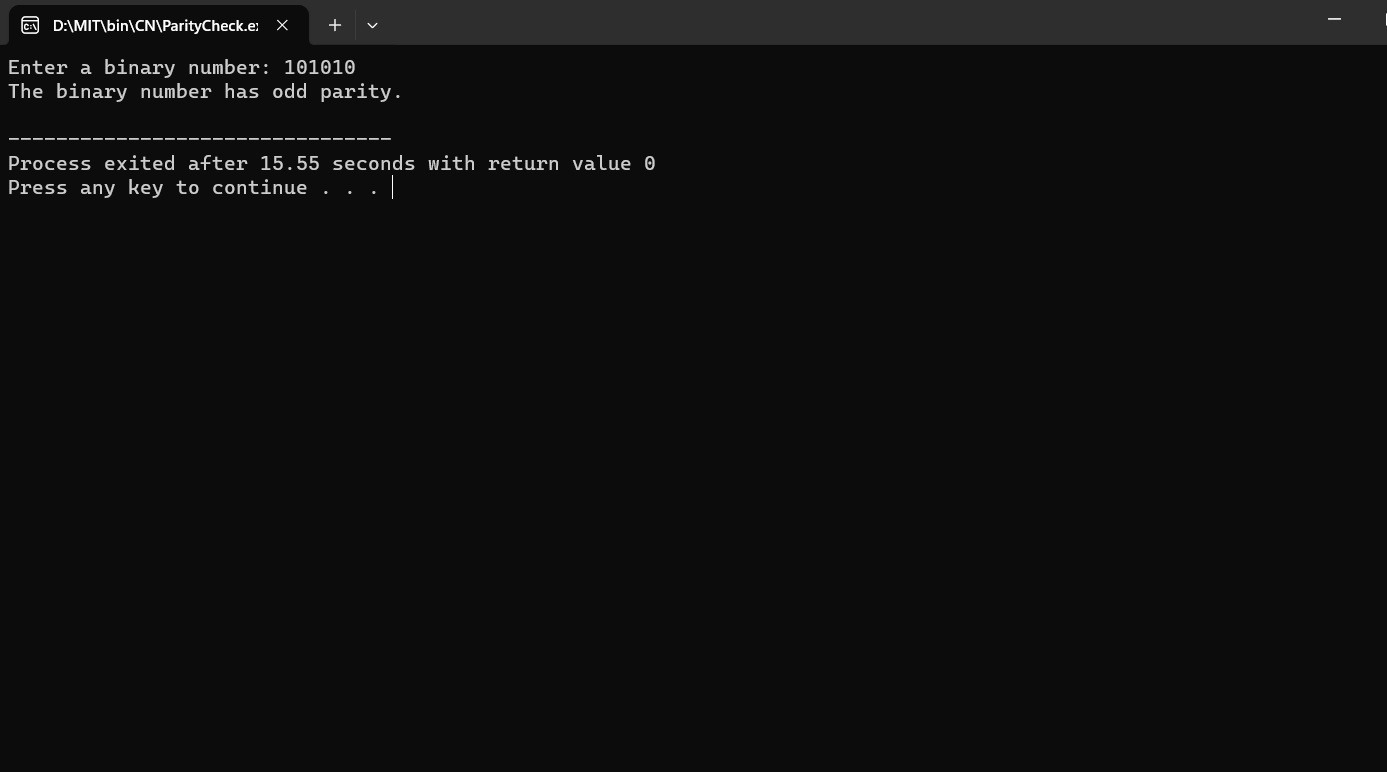 D:\MIT\bin\CN\ParityCheck.e
Enter a binary number: 101010
The binary number has odd parity.
--------------------------------
Process exited after 15.55 seconds with return value 0
Press any key to continue . . .